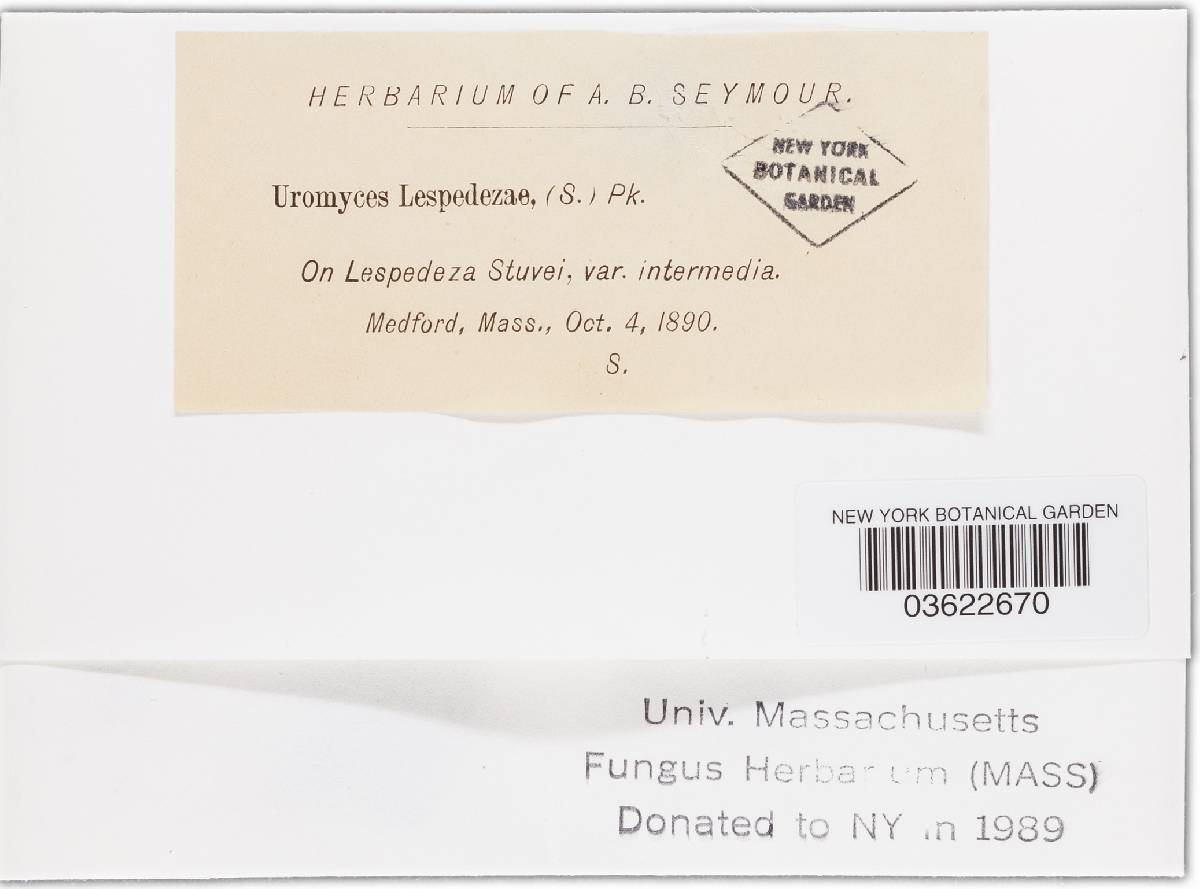 HERBARIUM OF A. B. SEYMOUR.
NEW YORK
BOTANICAL
GARDEN
Uromyces Lespedezae, (S.) Pk.
On Lespedeza Stuvei, var. intermedia.
Medford, Mass., Oct. 4, 1890.
S.
NEW YORK BOTANICAL GARDEN
03622670
Univ. Massachusetts
Fungus Herbarium (MASS)
Donated to NY in 1989